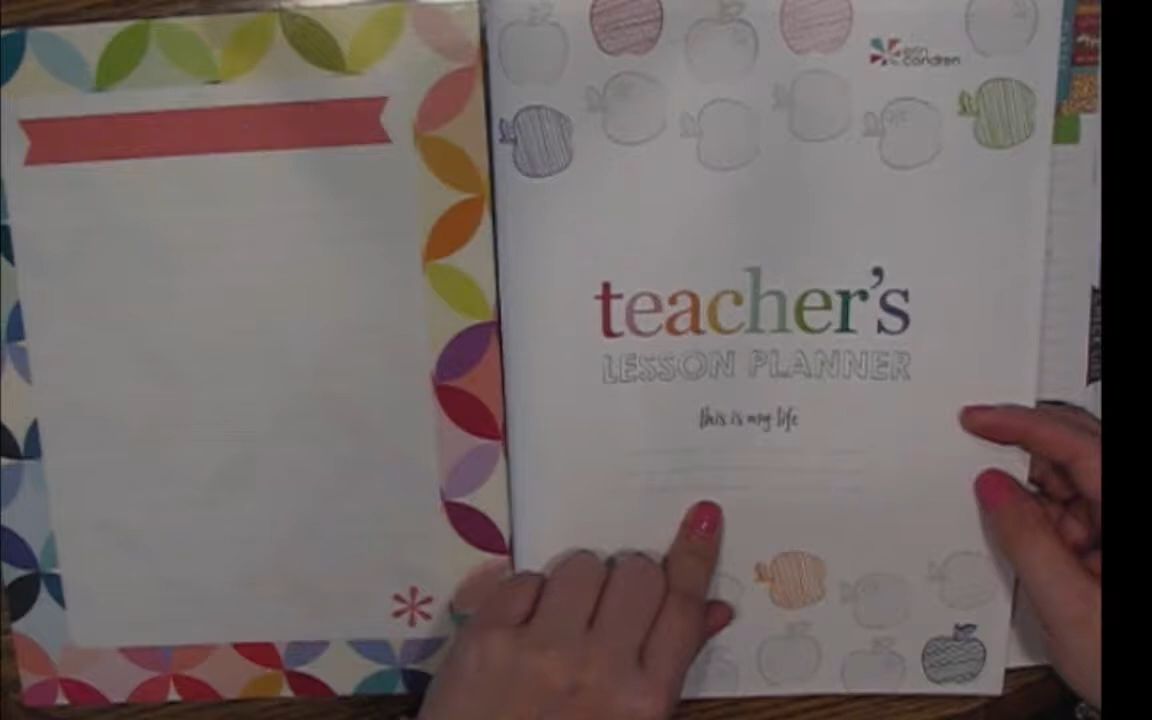 erin
condren
teacher's
LESSON PLANNER
this is my life